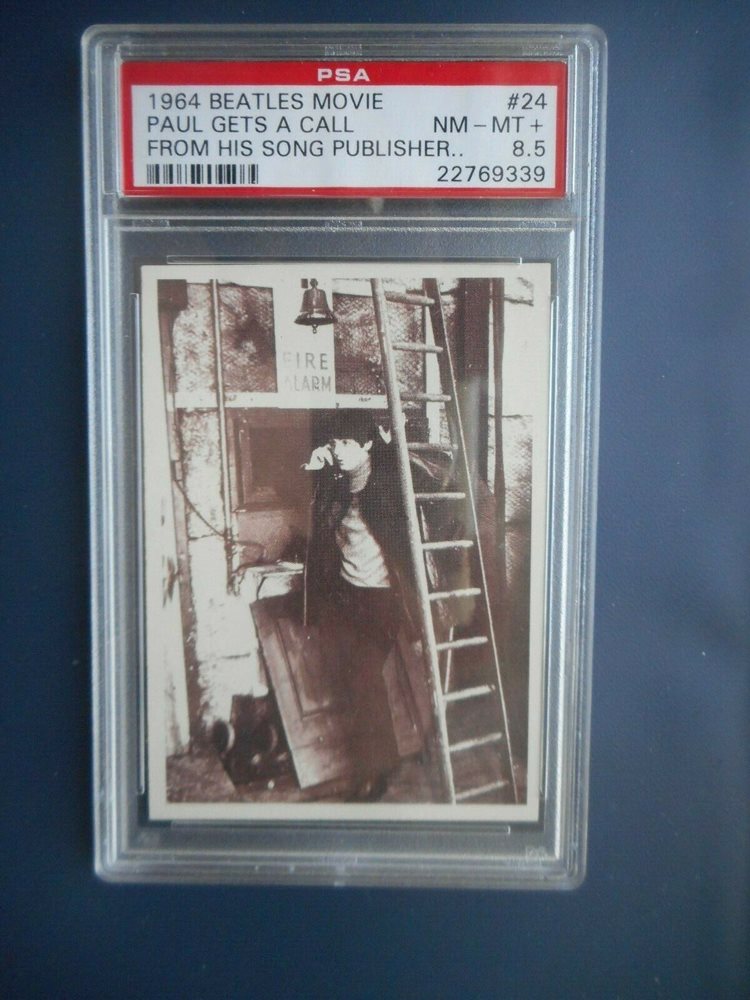 PSA
1964 BEATLES MOVIE #24
PAUL GETS A CALL NM-MT+
FROM HIS SONG PUBLISHER.. 8.5
22769339
FIRE
ALARM